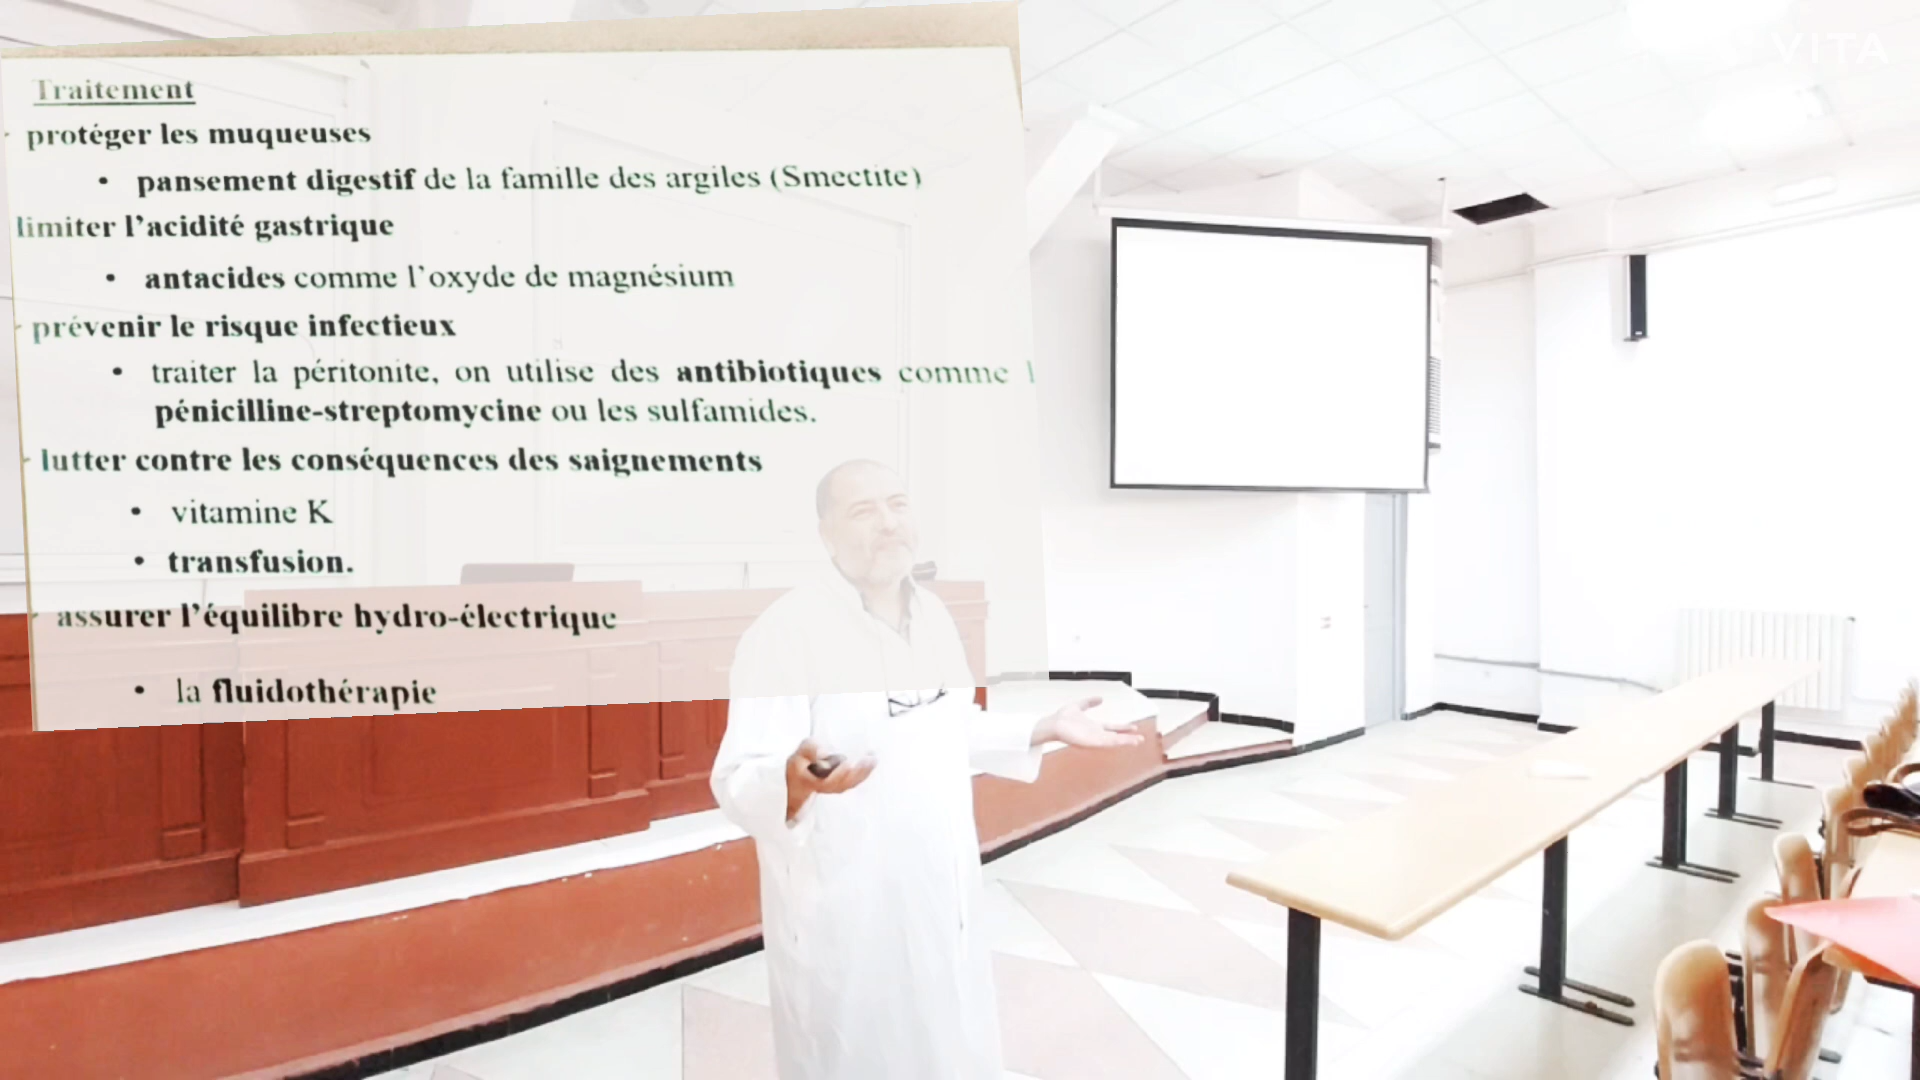 VITA
Traitement
protéger les muqueuses
• pansement digestif de la famille des argiles (Smectite)
limiter l'acidité gastrique
• antacides comme l'oxyde de magnésium
prévenir le risque infectieux
• traiter la péritonite, on utilise des antibiotiques comme l
pénicilline-streptomycine ou les sulfamides.
lutter contre les conséquences des saignements
• vitamine K
• transfusion.
assurer l'équilibre hydro-électrique
• la fluidothérapie